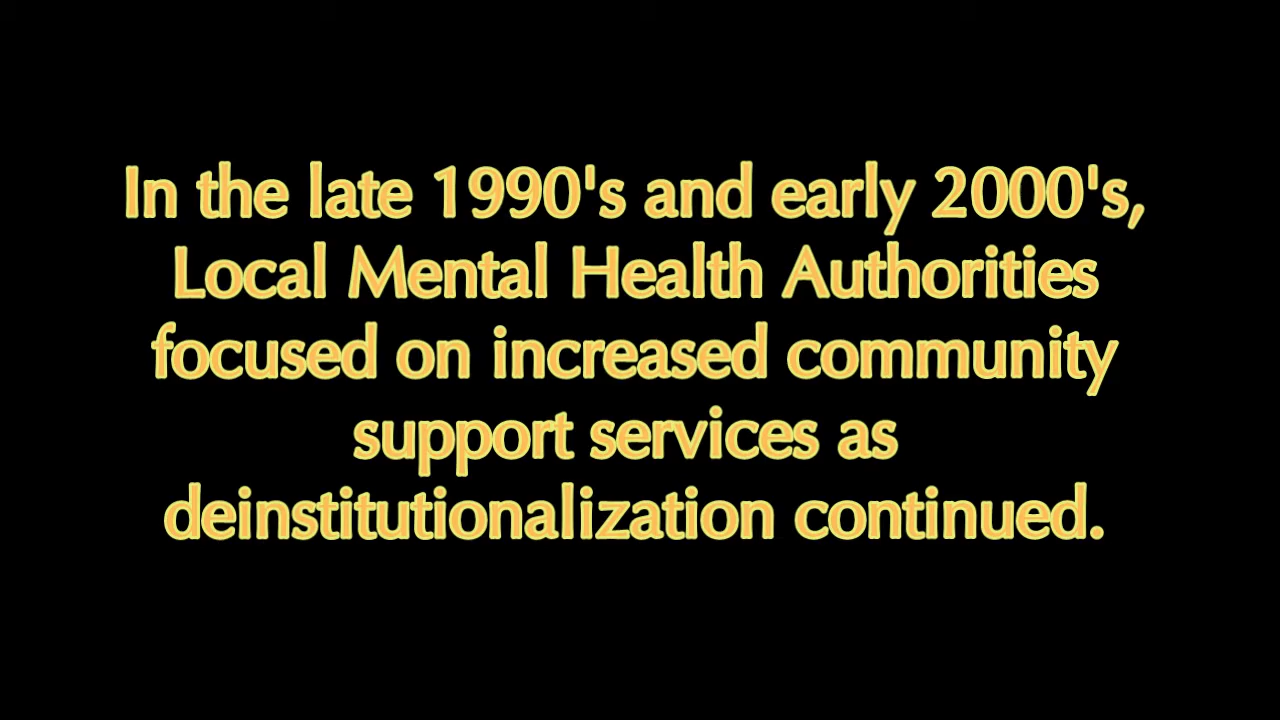 In the late 1990's and early 2000's,
Local Mental Health Authorities
focused on increased community
support services as
deinstitutionalization continued.